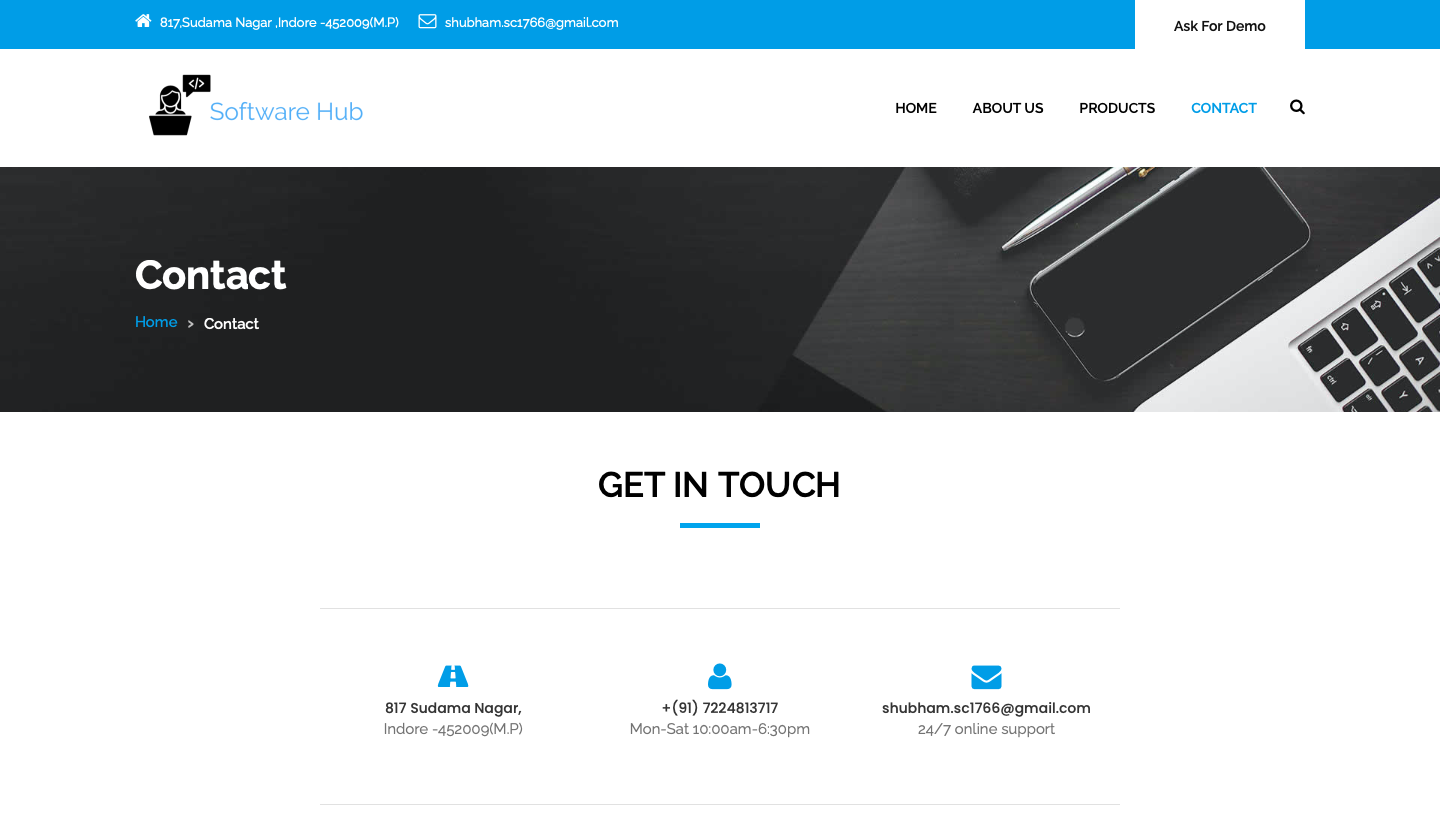 817,Sudama Nagar ,Indore -452009(M.P) shubham.sc1766@gmail.com
Ask For Demo
</>
Software Hub
HOME ABOUT US PRODUCTS CONTACT
Contact
Home > Contact
fn
ctrl
A
Y
GET IN TOUCH
817 Sudama Nagar,
Indore -452009(M.P)
+(91) 7224813717
Mon-Sat 10:00am-6:30pm
shubham.sc1766@gmail.com
24/7 online support